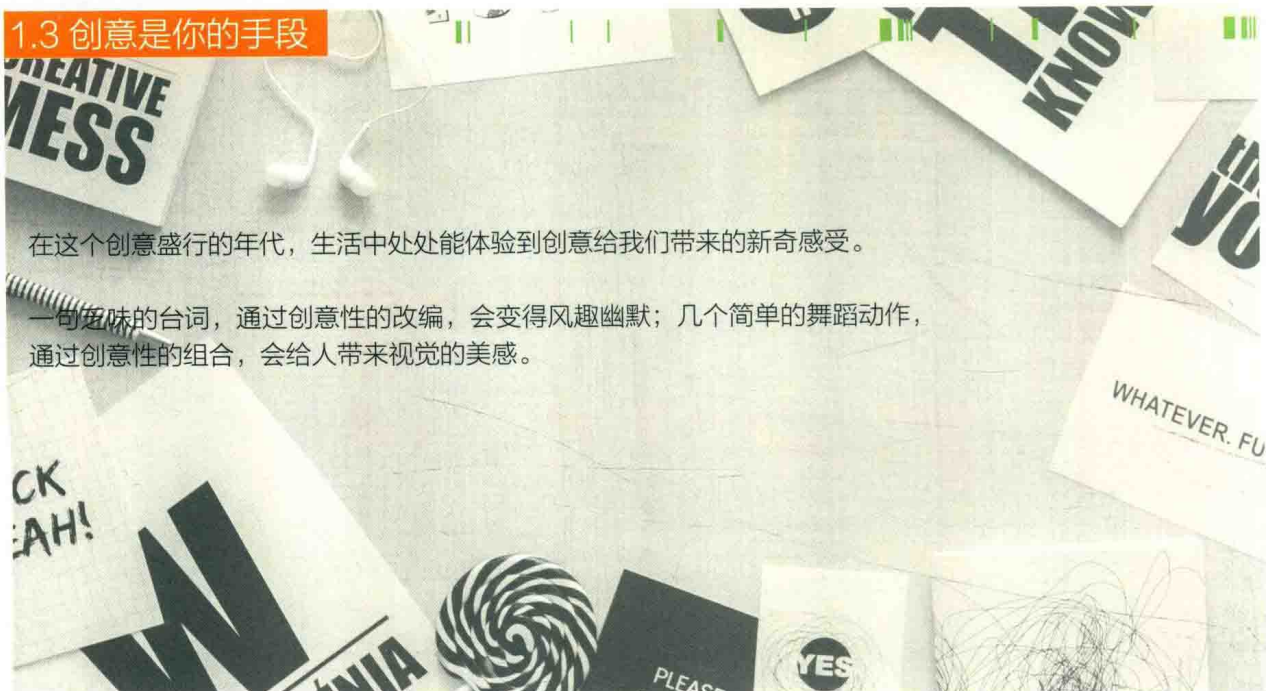 1.3 创意是你的手段
CREATIVE
MESS
KNOW
在这个创意盛行的年代，生活中处处能体验到创意给我们带来的新奇感受。
一句乏味的台词，通过创意性的改编，会变得风趣幽默；几个简单的舞蹈动作，
通过创意性的组合，会给人带来视觉的美感。
WHATEVER. FU
CK
EAH!
W
YES
PLEASE